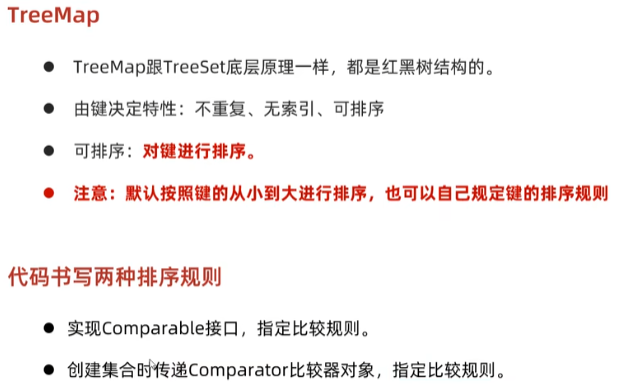 TreeMap
● TreeMap跟TreeSet底层原理一样，都是红黑树结构的。
● 由键决定特性：不重复、无索引、可排序
● 可排序：对键进行排序。
● 注意：默认按照键的从小到大进行排序，也可以自己规定键的排序规则
代码书写两种排序规则
● 实现Comparable接口，指定比较规则。
● 创建集合时传递Comparator比较器对象，指定比较规则。